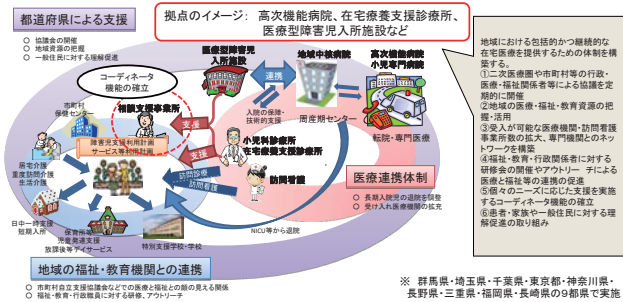 都道府県による支援
○ 協議会の開催
○ 地域資源の把握
○ 一般住民に対する理解促進
拠点のイメージ： 高次機能病院、在宅療養支援診療所、
医療型障害児入所施設など
コーディネータ
機能の確立
医療型障害児
入所施設
連携
地域中核病院
高次機能病院
小児専門病院
市町村
保健センター
相談支援事業所
支援
入院の保障・
技術的支援
周産期センター
転院・専門医療
障害児支援利用計画
サービス等利用計画
支援
小児科診療所
在宅療養支援診療所
居宅介護
重度訪問介護
生活介護
訪問診療
訪問看護
訪問看護
医療連携体制
○ 長期入院児の退院を調整
○ 受け入れ医療機関の拡充
日中一時支援
短期入所
保育所等
児童発達支援
放課後等デイサービス
特別支援学校・学校
NICU等から退院
地域の福祉・教育機関との連携
○ 市町村自立支援協議会などでの医療と福祉との顔の見える関係
○ 福祉・教育・行政職員に対する研修、アウトリーチ
地域における包括的かつ継続的な
在宅医療を提供するための体制を
構築する。
①二次医療圏や市町村等の行政・
医療・福祉関係者等による協議を定
期的に開催
②地域の医療・福祉・教育資源の把
握・活用
③受入が可能な医療機関・訪問看護
事業所数の拡大、専門機関とのネッ
トワークを構築
④福祉・教育・行政関係者に対する
研修会の開催やアウトリー チによる
医療と福祉等の連携の促進
⑤個々のニーズに応じた支援を実施
するコーディネータ機能の確立
⑥患者・家族や一般住民に対する理
解促進の取り組み
※ 群馬県・埼玉県・千葉県・東京都・神奈川県・
長野県・三重県・福岡県・長崎県の９都県で実施